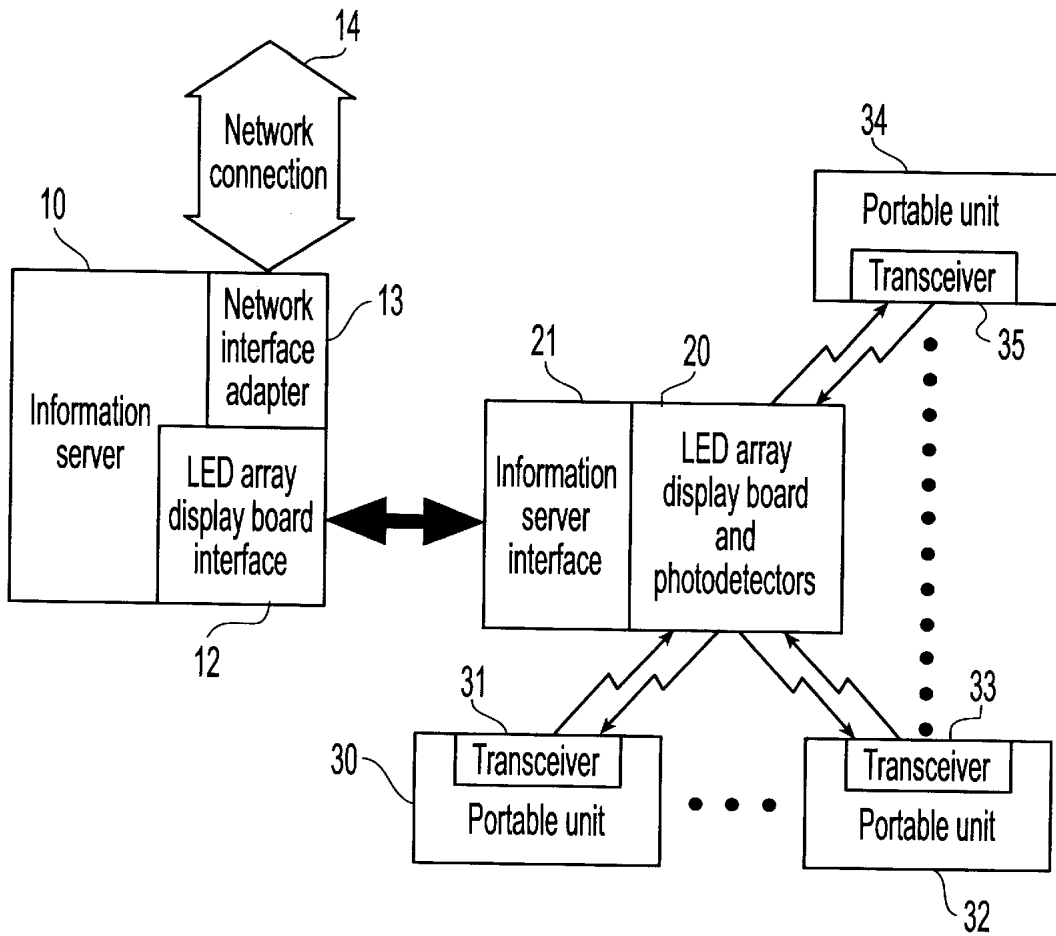 14
Network
connection
10
Network
interface
adapter
13
Information
server
LED array
display board
interface
12
21
20
Information
server
interface
LED array
display board
and
photodetectors
34
Portable unit
Transceiver
35
31
Transceiver
30
Portable unit
33
Transceiver
Portable unit
32